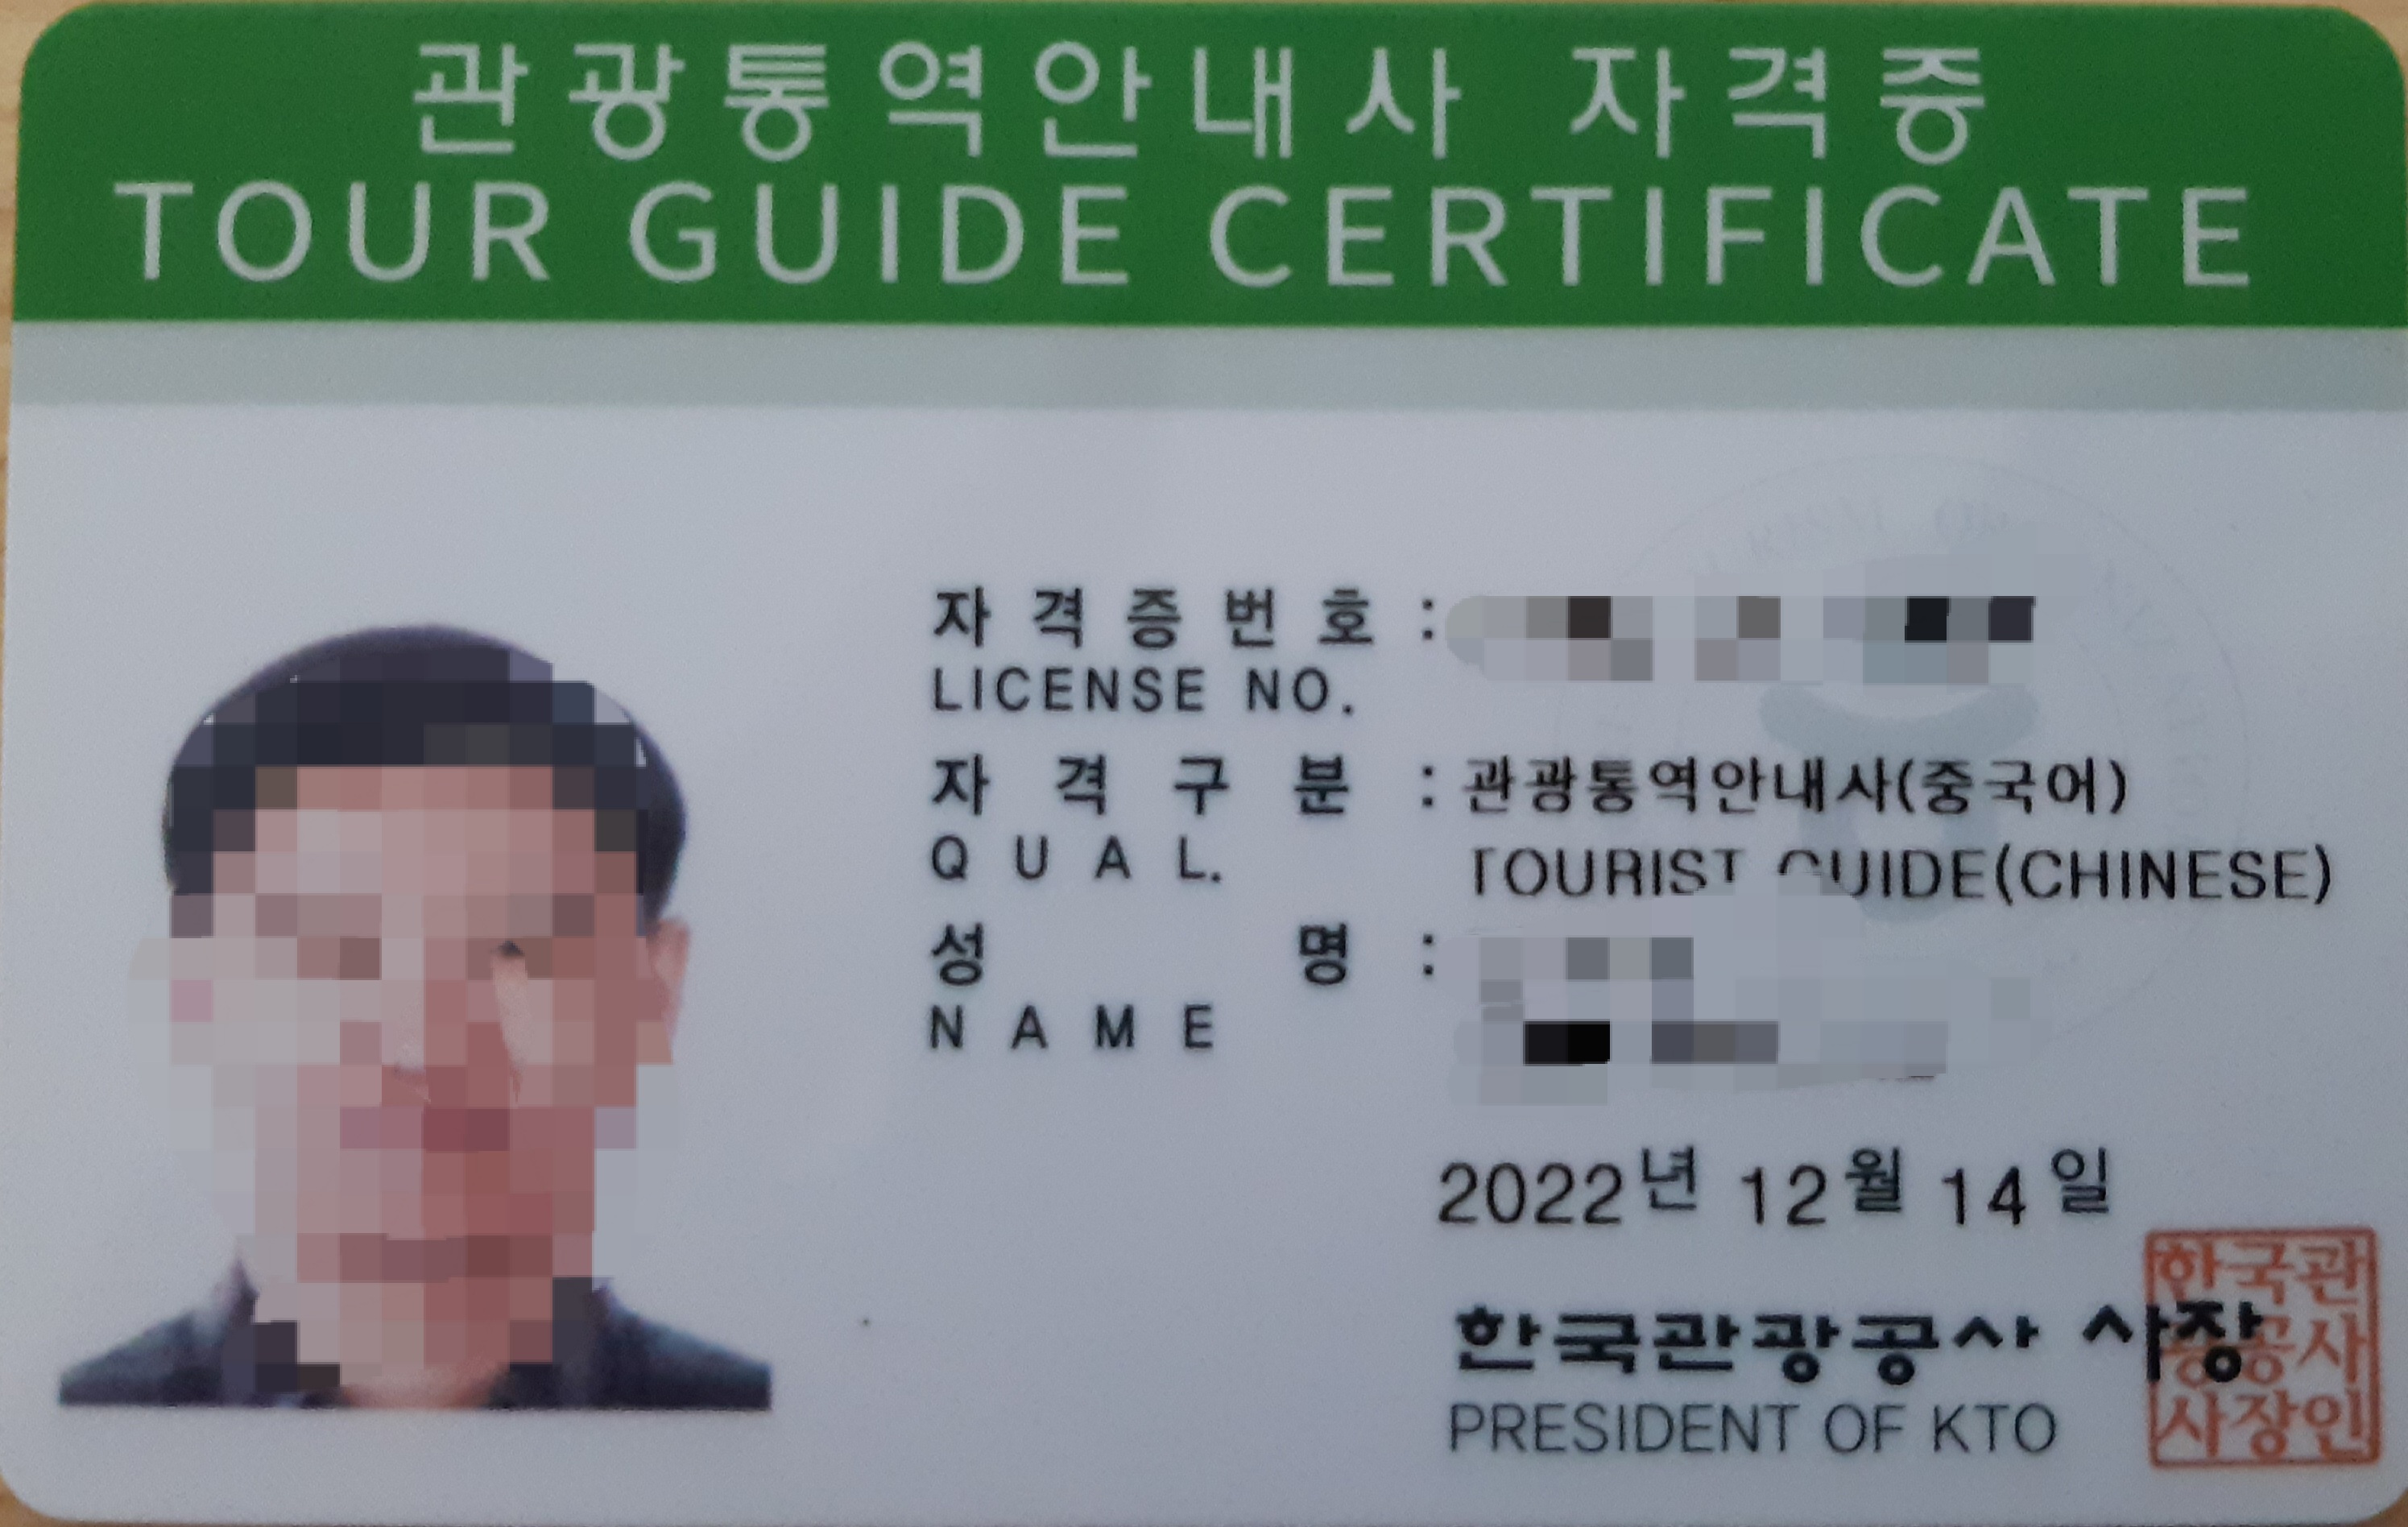 관광통역안내사 자격증
TOUR GUIDE CERTIFICATE
자격증번호 :
LICENSE NO.
자격구분 : 관광통역안내사(중국어)
QUAL. TOURIST GUIDE(CHINESE)
성명 :
NAME
2022년 12월 14일
한국관광공사 사장
PRESIDENT OF KTO
한국관
광공사
사장인